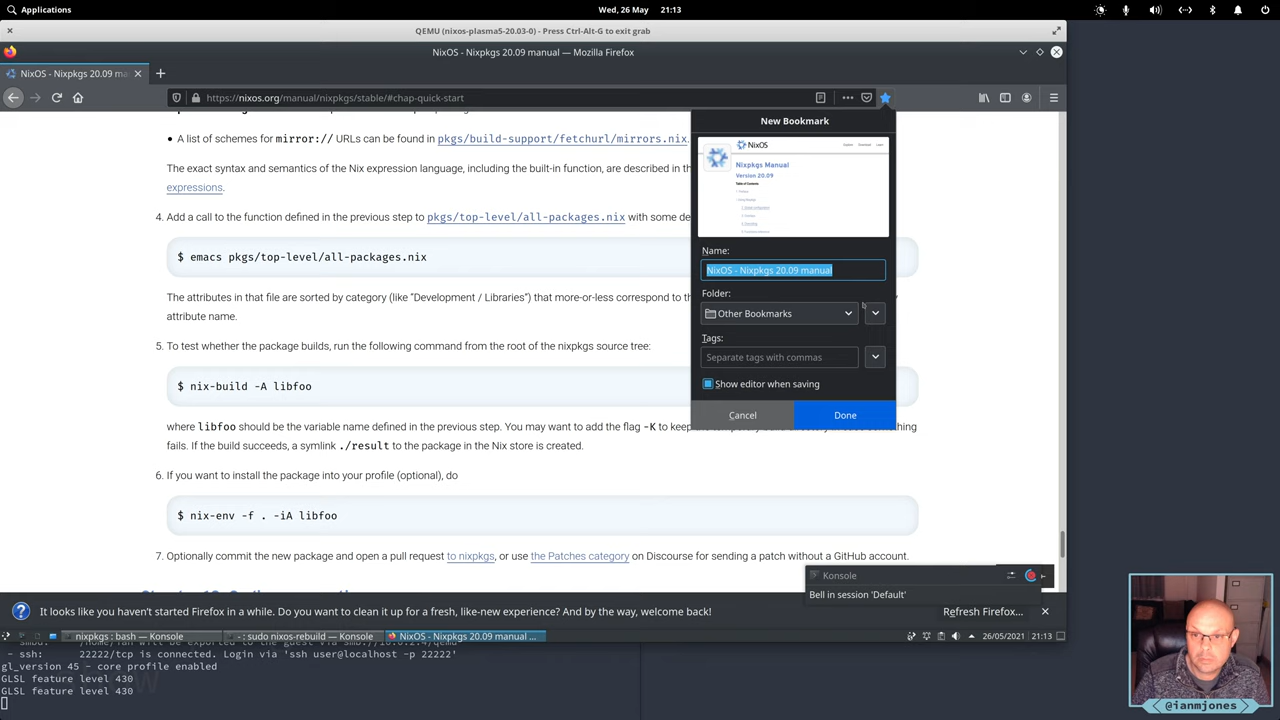 Applications
Wed, 26 May 21:13
QEMU (nixos-plasma5-20.03-0) - Press Ctrl-Alt-G to exit grab
NixOS - Nixpkgs 20.09 manual — Mozilla Firefox
NixOS - Nixpkgs 20.09 ma
https://nixos.org/manual/nixpkgs/stable/#chap-quick-start
New Bookmark
NixOS
Nixpkgs Manual
Version 20.09
Table of Contents
Name:
NixOS - Nixpkgs 20.09 manual
Folder:
Other Bookmarks
Tags:
Separate tags with commas
Show editor when saving
Cancel
Done
• A list of schemes for mirror:// URLs can be found in pkgs/build-support/fetchurl/mirrors.nix.
The exact syntax and semantics of the Nix expression language, including the built-in function, are described in the
expressions.
4. Add a call to the function defined in the previous step to pkgs/top-level/all-packages.nix with some de
$ emacs pkgs/top-level/all-packages.nix
The attributes in that file are sorted by category (like “Development / Libraries”) that more-or-less correspond to the
attribute name.
5. To test whether the package builds, run the following command from the root of the nixpkgs source tree:
$ nix-build -A libfoo
where libfoo should be the variable name defined in the previous step. You may want to add the flag -K to keep
fails. If the build succeeds, a symlink ./result to the package in the Nix store is created.
6. If you want to install the package into your profile (optional), do
$ nix-env -f . -iA libfoo
7. Optionally commit the new package and open a pull request to nixpkgs, or use the Patches category on Discourse for sending a patch without a GitHub account.
Konsole
Bell in session 'Default'
It looks like you haven’t started Firefox in a while. Do you want to clean it up for a fresh, like-new experience? And by the way, welcome back!
Refresh Firefox...
nixpkgs : bash — Konsole
- : sudo nixos-rebuild — Konsole
NixOS - Nixpkgs 20.09 manual ...
26/05/2021
21:13
- ssh: 22222/tcp is connected. Login via 'ssh user@localhost -p 22222'
gl_version 45 - core profile enabled
GLSL feature level 430
GLSL feature level 430
@ianmjones